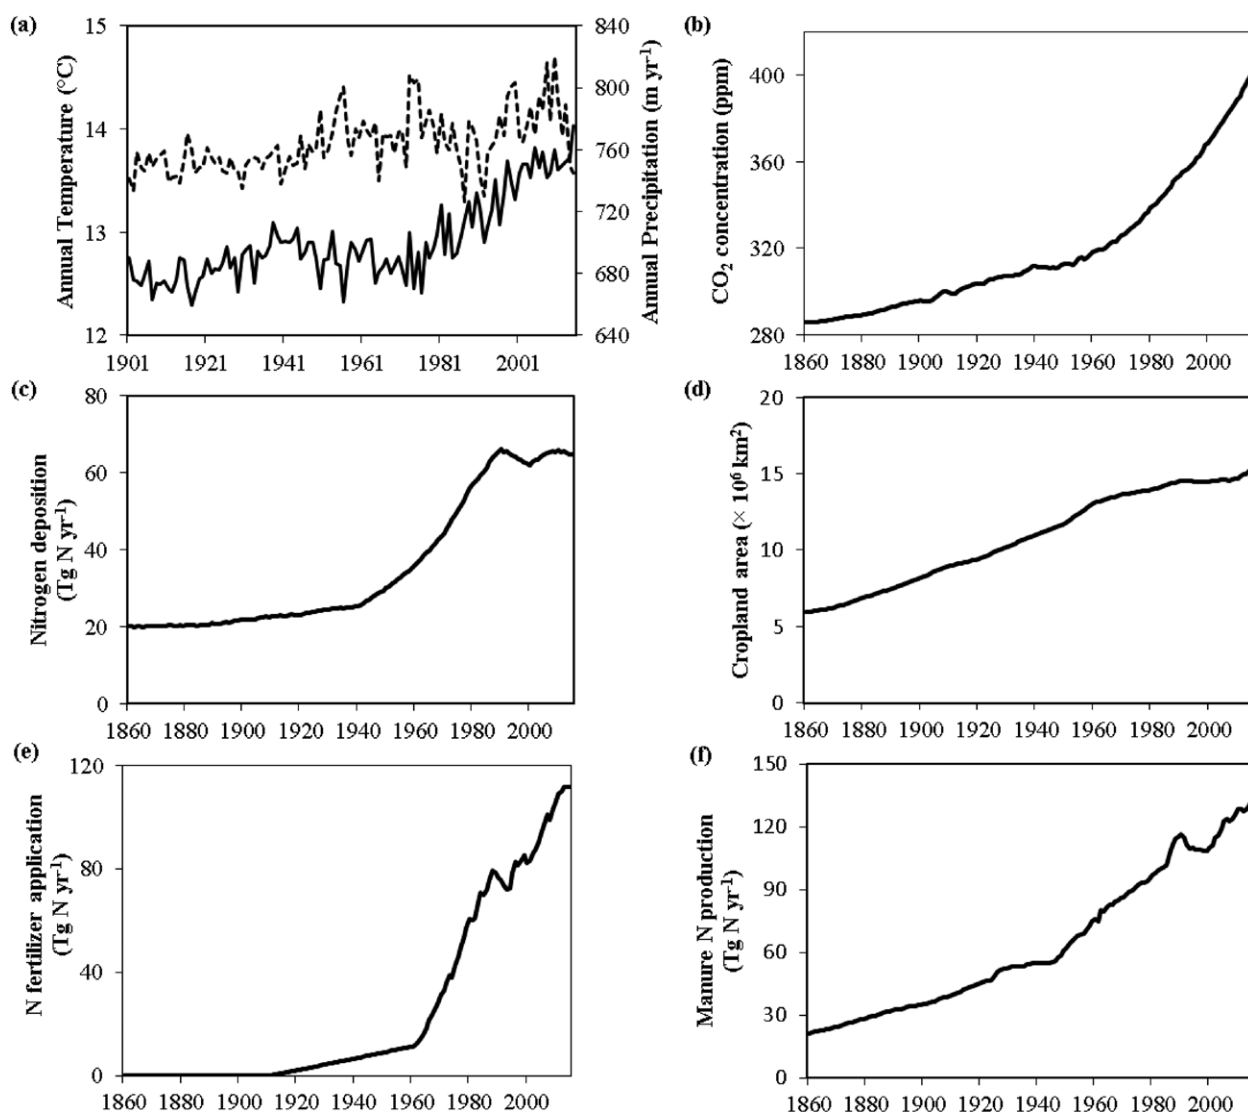 (a)
Annual Temperature (°C)
15
14
13
12
1901 1921 1941 1961 1981 2001
840
800
760
720
680
640
Annual Precipitation (m yr⁻¹)
(b)
CO₂ concentration (ppm)
400
360
320
280
1860 1880 1900 1920 1940 1960 1980 2000
(c)
Nitrogen deposition
(Tg N yr⁻¹)
80
60
40
20
0
1860 1880 1900 1920 1940 1960 1980 2000
(d)
Cropland area (× 10⁶ km²)
20
15
10
5
0
1860 1880 1900 1920 1940 1960 1980 2000
(e)
N fertilizer application
(Tg N yr⁻¹)
120
80
40
0
1860 1880 1900 1920 1940 1960 1980 2000
(f)
Manure N production
(Tg N yr⁻¹)
150
120
90
60
30
0
1860 1880 1900 1920 1940 1960 1980 2000